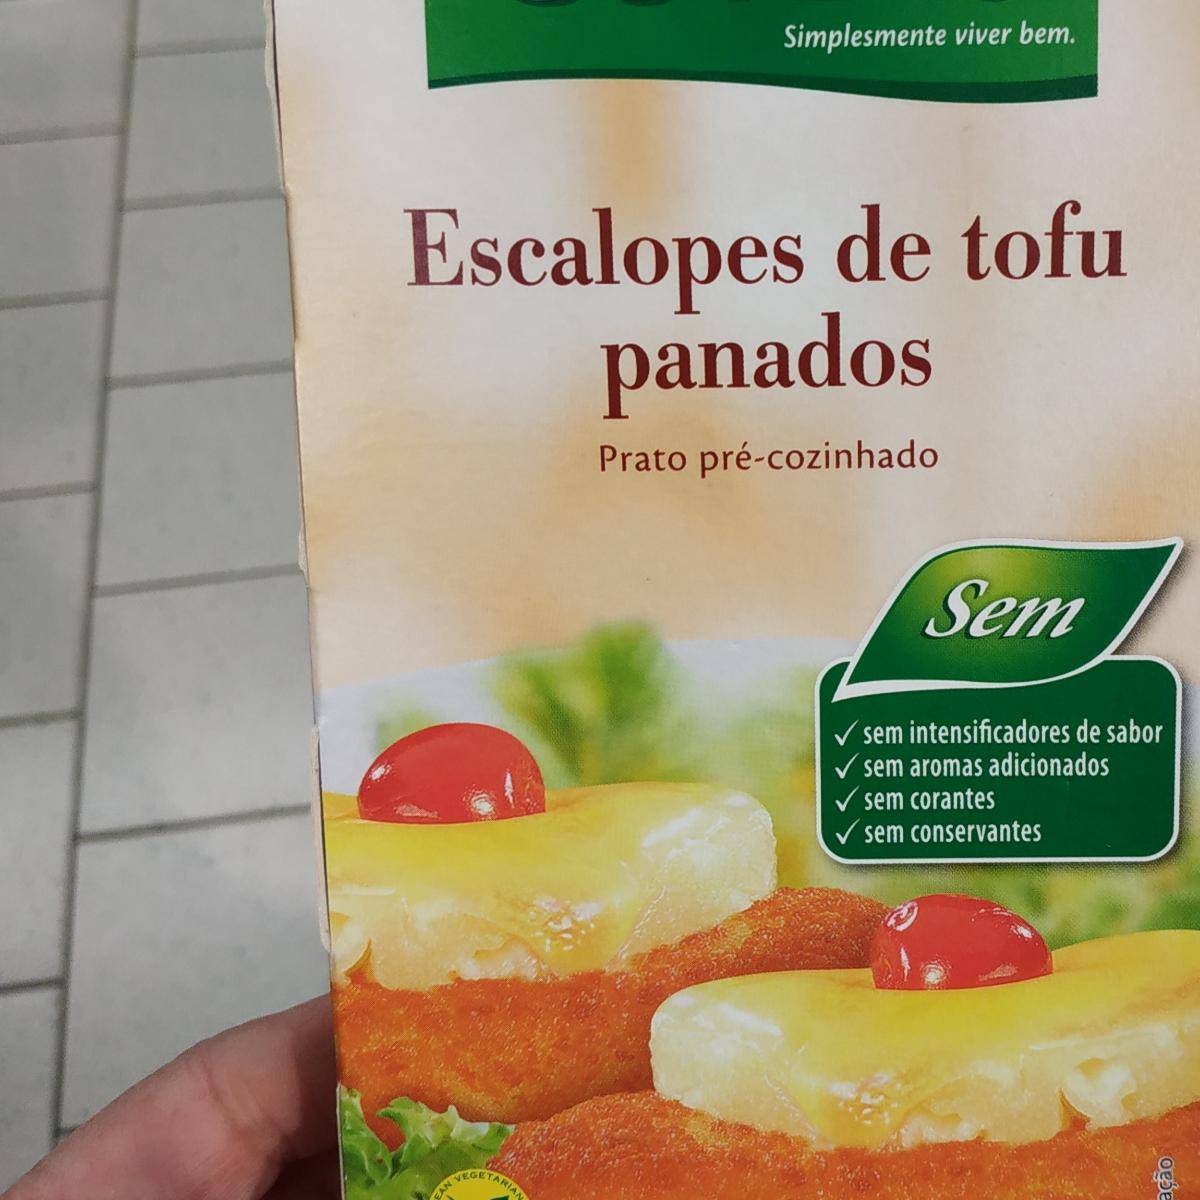 Simplesmente viver bem.
Escalopes de tofu
panados
Prato pré-cozinhado
Sem
✓ sem intensificadores de sabor
✓ sem aromas adicionados
✓ sem corantes
✓ sem conservantes
VEGETARIAN